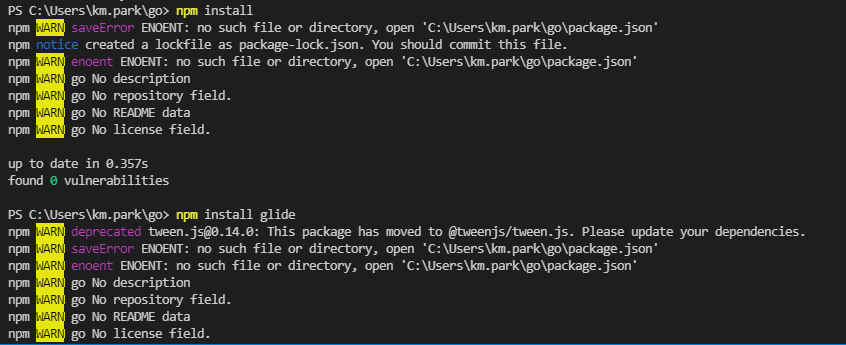 PS C:\Users\km.park\go> npm install
npm WARN saveError ENOENT: no such file or directory, open 'C:\Users\km.park\go\package.json'
npm notice created a lockfile as package-lock.json. You should commit this file.
npm WARN enoent ENOENT: no such file or directory, open 'C:\Users\km.park\go\package.json'
npm WARN go No description
npm WARN go No repository field.
npm WARN go No README data
npm WARN go No license field.
up to date in 0.357s
found 0 vulnerabilities
PS C:\Users\km.park\go> npm install glide
npm WARN deprecated tween.js@0.14.0: This package has moved to @tweenjs/tween.js. Please update your dependencies.
npm WARN saveError ENOENT: no such file or directory, open 'C:\Users\km.park\go\package.json'
npm WARN enoent ENOENT: no such file or directory, open 'C:\Users\km.park\go\package.json'
npm WARN go No description
npm WARN go No repository field.
npm WARN go No README data
npm WARN go No license field.